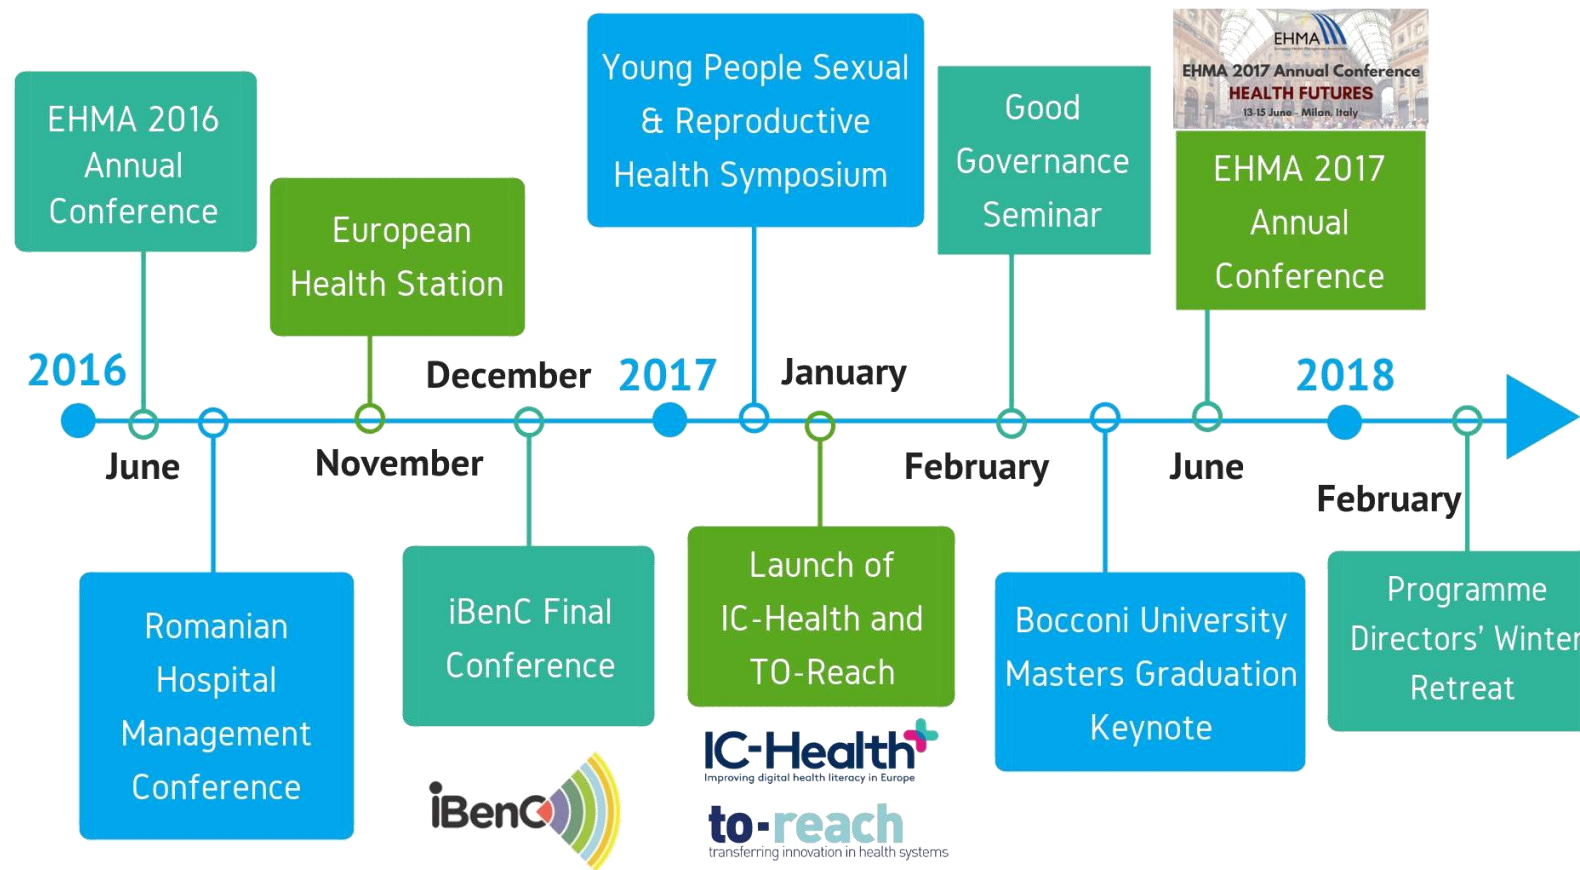 EHMA 2016
Annual
Conference
European
Health Station
Young People Sexual
& Reproductive
Health Symposium
Good
Governance
Seminar
EHMA
EHMA 2017 Annual Conference
HEALTH FUTURES
13-15 June - Milan, Italy
EHMA 2017
Annual
Conference
2016
December
2017
January
2018
June
November
February
June
February
Romanian
Hospital
Management
Conference
iBenC Final
Conference
iBenC
Launch of
IC-Health and
TO-Reach
IC-Health
Improving digital health literacy in Europe
to-reach
transferring innovation in health systems
Bocconi University
Masters Graduation
Keynote
Programme
Directors' Winter
Retreat